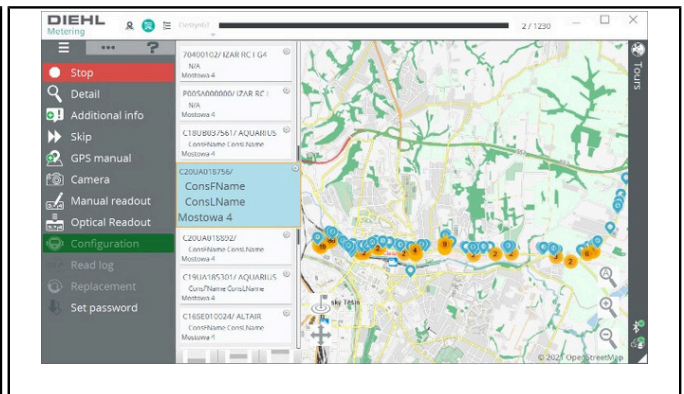 DIEHL
Metering
2 / 1230
... ?
Stop
Detail
Additional info
Skip
GPS manual
Camera
Manual readout
Optical Readout
Configuration
Read log
Replacement
Set password
70400102/ IZAR RC I G4
N/A
Mostowa 4
P00SA000000/ IZAR RC I
N/A
Mostowa 4
C18UB037561/ AQUARIUS
ConsFName ConsLName
Mostowa 4
C20UA018756/
ConsFName
ConsLName
Mostowa 4
C20UA018892/
ConsFName ConsLName
Mostowa 4
C19UA185301/ AQUARIUS
ConsFName ConsLName
Mostowa 4
C16SE010024/ ALTAIR
ConsFName ConsLName
Mostowa 4
Tours
sky Těšín
© 2021 OpenStreetMap